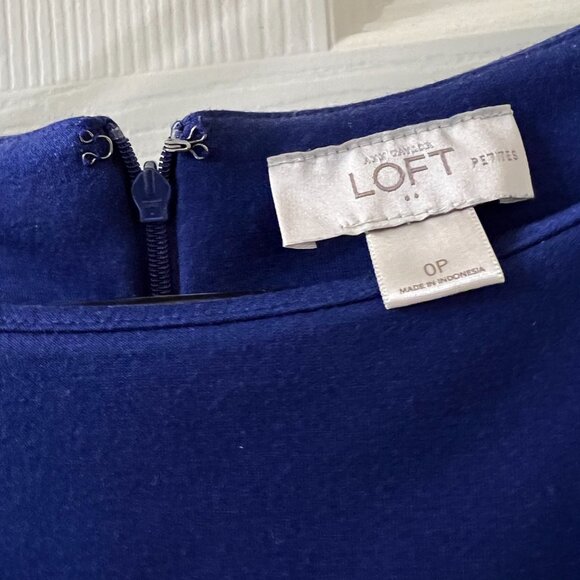 ANN TAYLOR
LOFT PETITES
0P
MADE IN INDONESIA